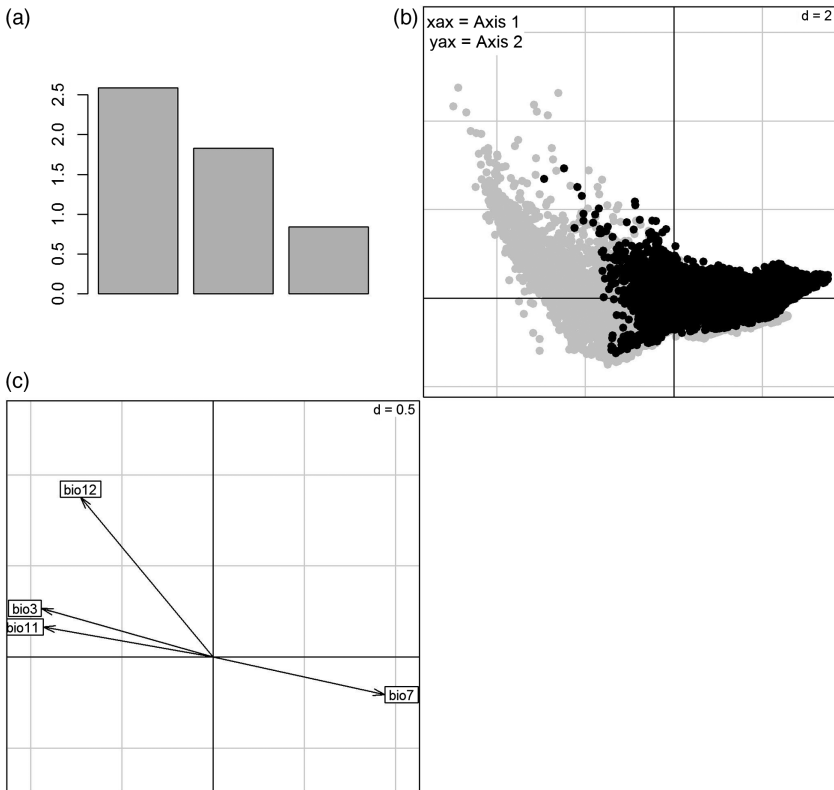 (a)
2.5
2.0
1.5
1.0
0.5
0.0
(b)
xax = Axis 1
yax = Axis 2
d = 2
(c)
d = 0.5
bio12
bio3
bio11
bio7